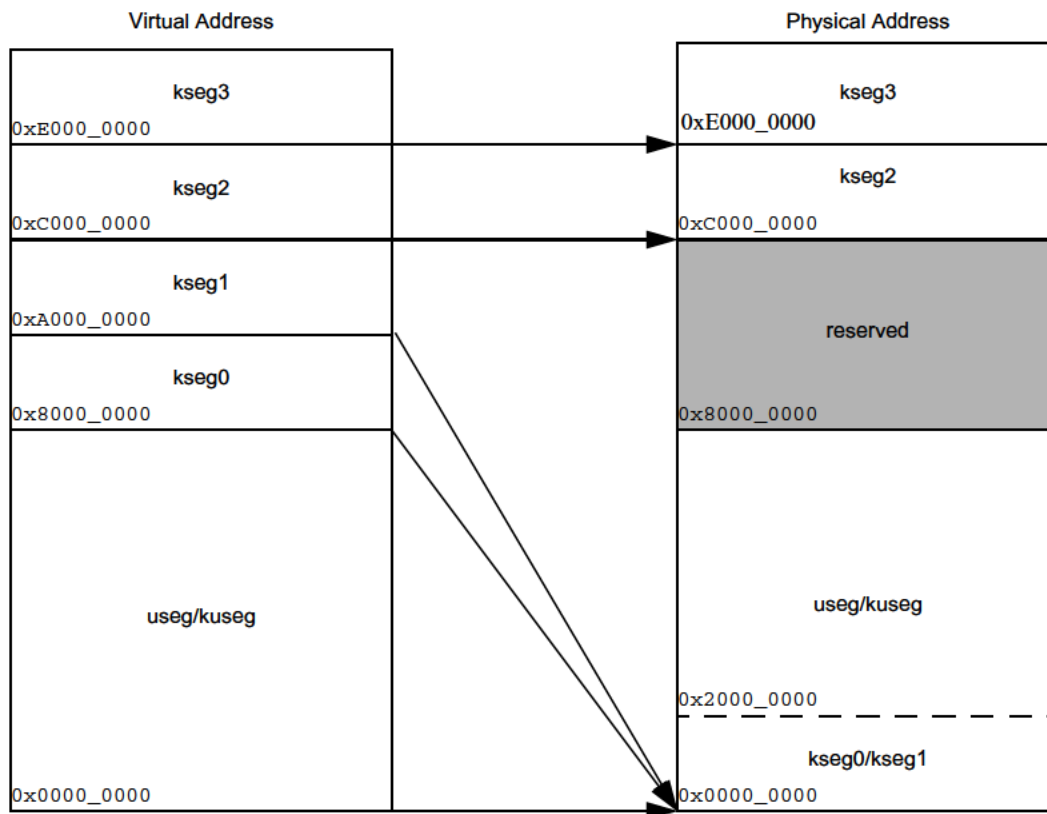 Virtual Address
kseg3
0xE000_0000
kseg2
0xC000_0000
kseg1
0xA000_0000
kseg0
0x8000_0000
useg/kuseg
0x0000_0000
Physical Address
kseg3
0xE000_0000
kseg2
0xC000_0000
reserved
0x8000_0000
useg/kuseg
0x2000_0000
kseg0/kseg1
0x0000_0000